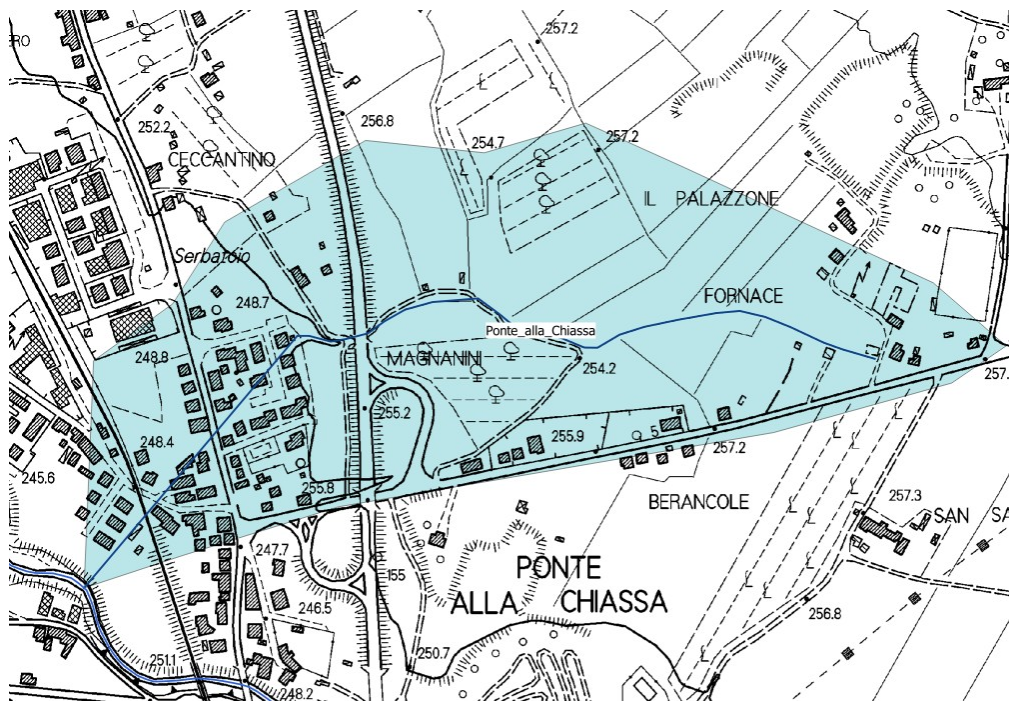 257.2
252.2
256.8
254.7
257.2
CECCANTINO
IL PALAZZONE
Serbatoio
248.7
FORNACE
Ponte_alla_Chiassa
248.8
MAGNANINI
254.2
257.
255.2
248.4
255.9
5
257.2
245.6
255.8
BERANCOLE
257.3
SAN SA
247.7
155
PONTE
ALLA CHIASSA
246.5
256.8
251.1
250.7
248.2